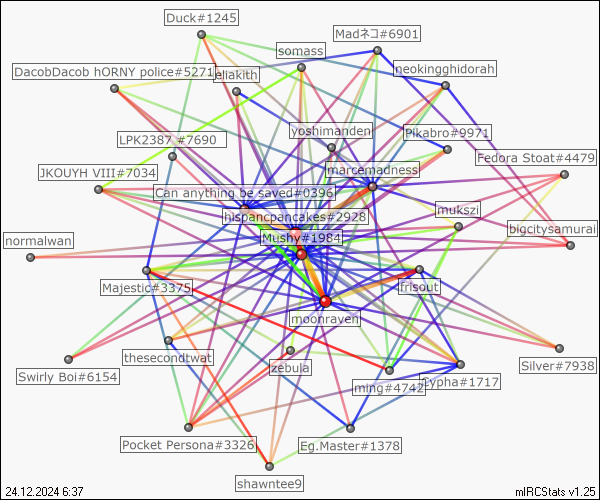 Duck#1245
Madネコ#6901
somass
neokingghidorah
DacobDacob hORNY police#5271
eliakith
yoshimanden
Pikabro#9971
LPK2387 #7690
Fedora Stoat#4479
JKOUYH VIII#7034
marcemadness
Can anything be saved#0396
mukszi
hispancpancakes#2928
bigcitysamurai
normalwan
Mushy#1984
Majestic#3375
frisout
moonraven
thesecondtwat
zebula
Silver#7938
Swirly Boi#6154
ming#4742
Cypha#1717
Pocket Persona#3326
Eg.Master#1378
shawntee9
24.12.2024 6:37
mIRCStats v1.25